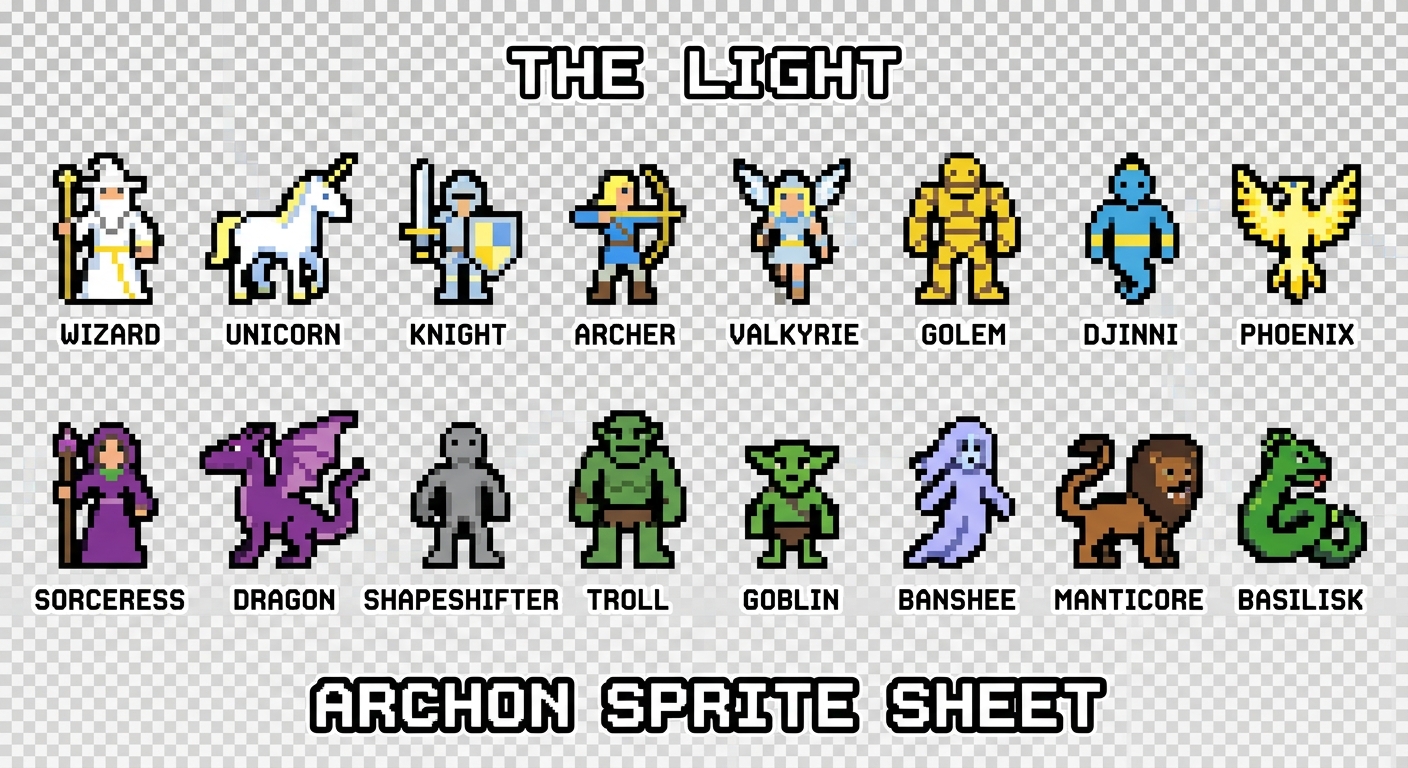 THE LIGHT
WIZARD UNICORN KNIGHT ARCHER VALKYRIE GOLEM DJINNI PHOENIX
SORCERESS DRAGON SHAPESHIFTER TROLL GOBLIN BANSHEE MANTICORE BASILISK
ARCHON SPRITE SHEET